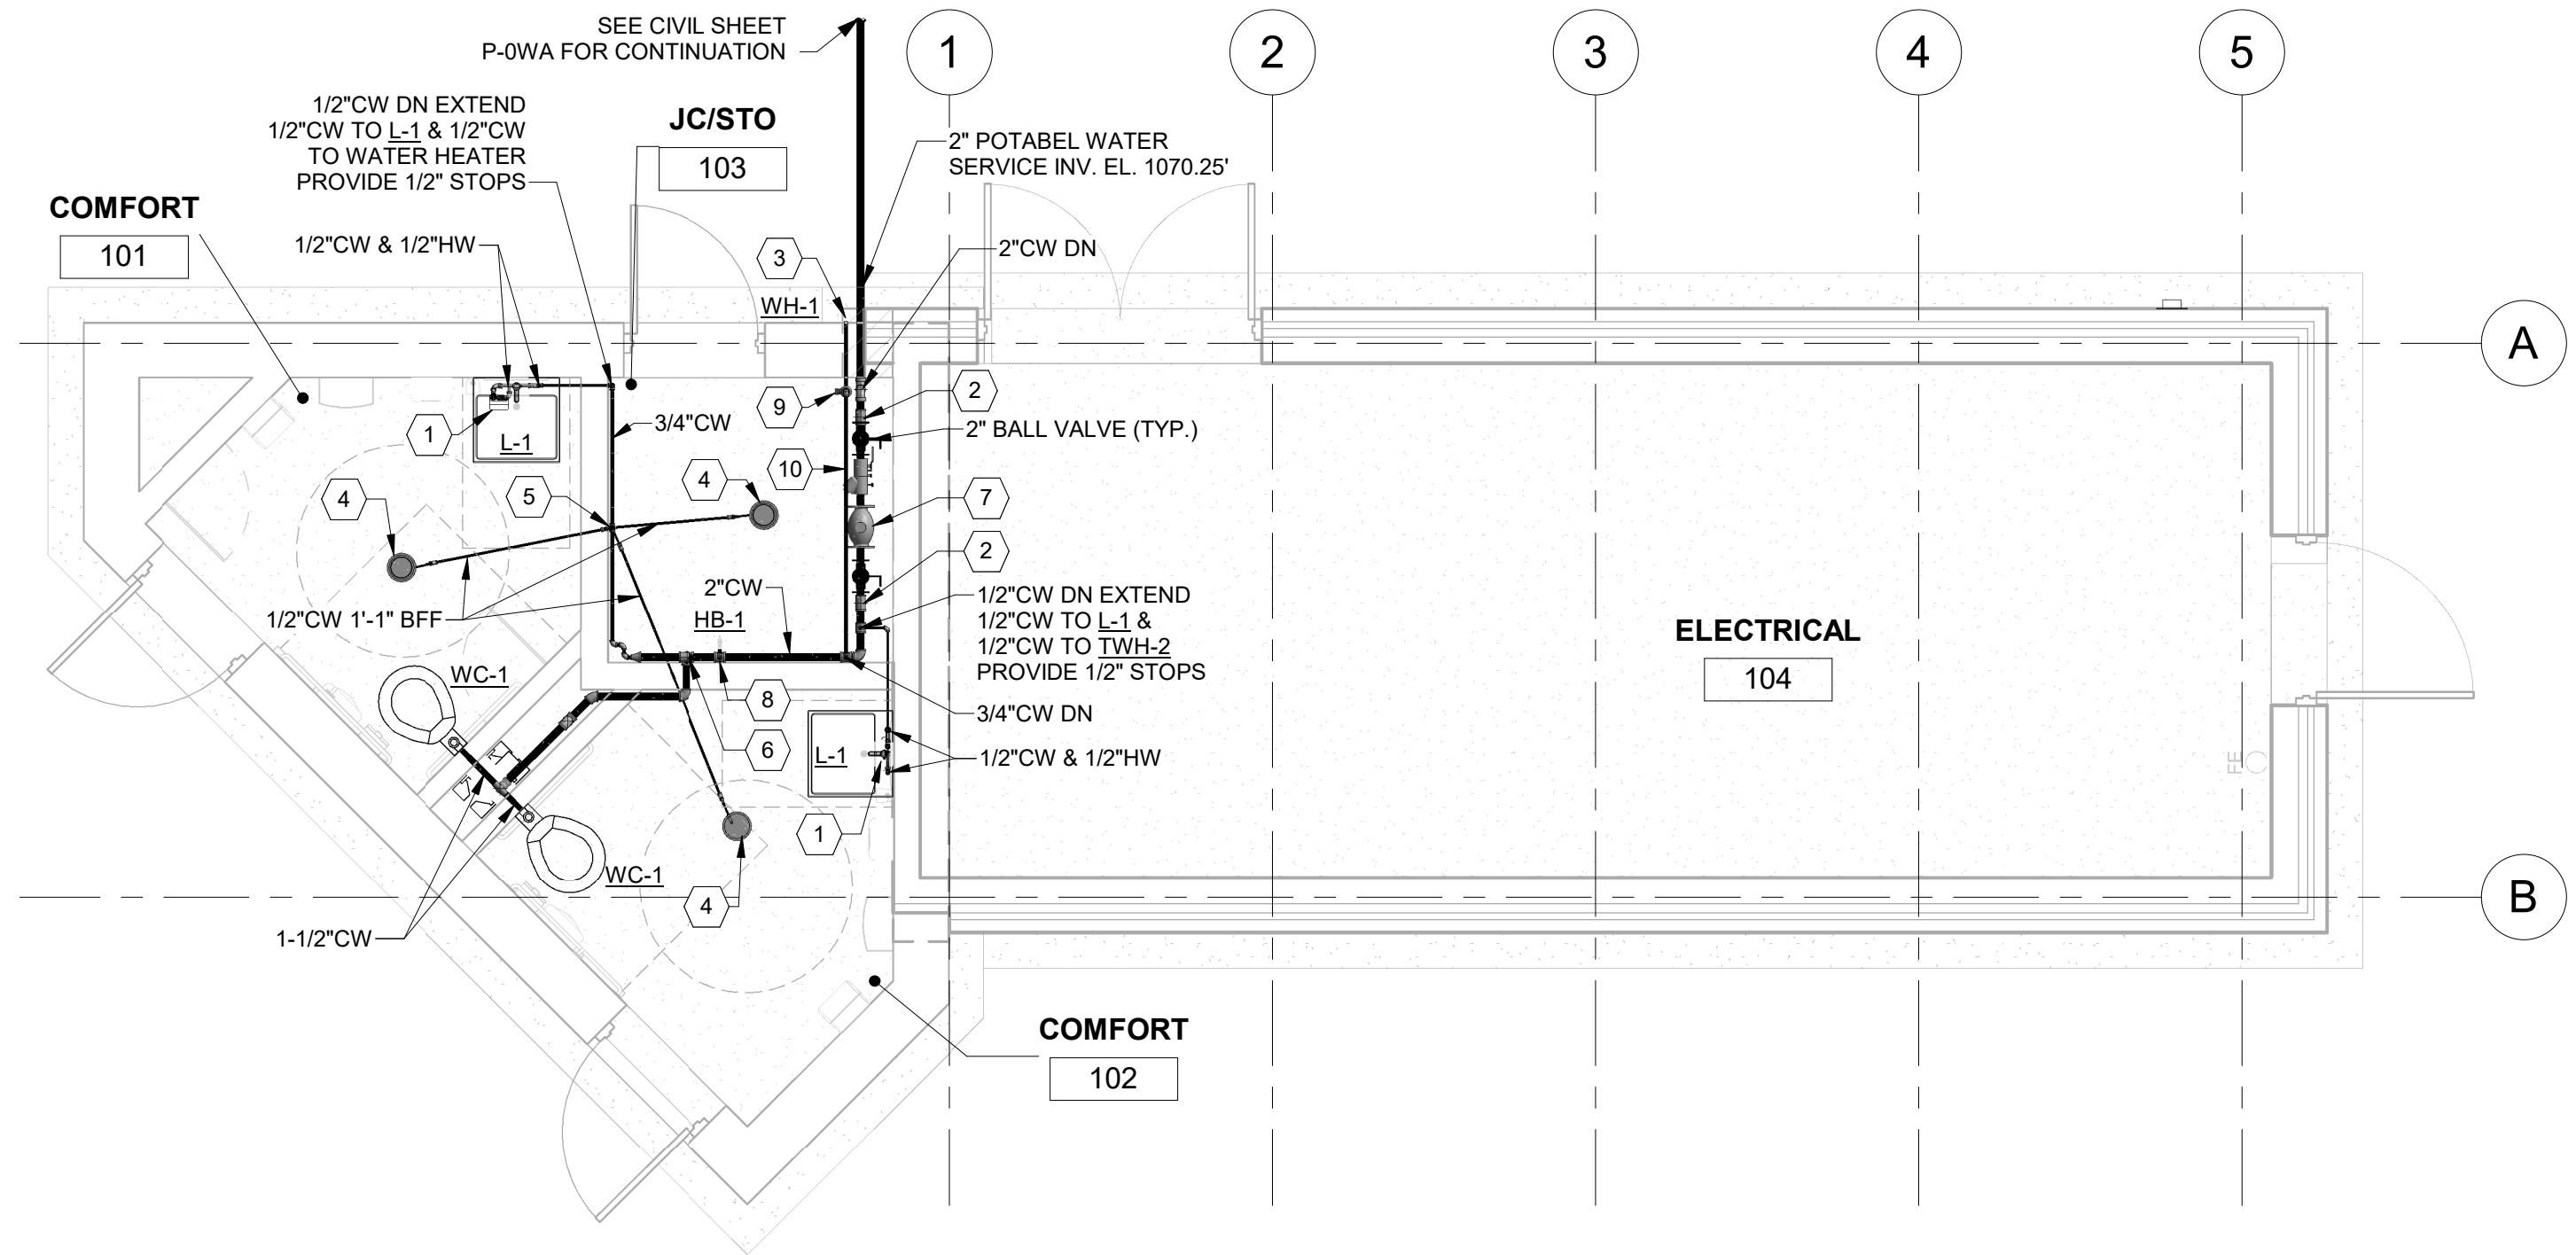 SEE CIVIL SHEET
P-0WA FOR CONTINUATION
1
2
3
4
5
1/2"CW DN EXTEND
1/2"CW TO L-1 & 1/2"CW
TO WATER HEATER
PROVIDE 1/2" STOPS
JC/STO
103
2" POTABEL WATER
SERVICE INV. EL. 1070.25'
COMFORT
101
1/2"CW & 1/2"HW
3
2"CW DN
WH-1
A
9
2
3/4"CW
2" BALL VALVE (TYP.)
1
L-1
10
4
4
5
7
2
1/2"CW 1'-1" BFF
2"CW
HB-1
1/2"CW DN EXTEND
1/2"CW TO L-1 &
1/2"CW TO TWH-2
PROVIDE 1/2" STOPS
ELECTRICAL
104
WC-1
8
3/4"CW DN
6
L-1
1/2"CW & 1/2"HW
FE
1
WC-1
4
B
1-1/2"CW
COMFORT
102